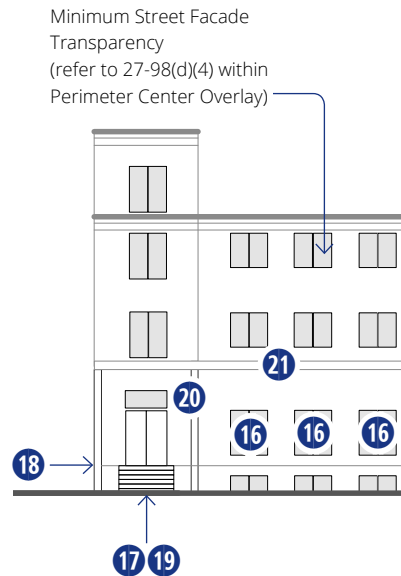 Minimum Street Facade
Transparency
(refer to 27-98(d)(4) within
Perimeter Center Overlay)
21
20
16 16 16
18
17 19